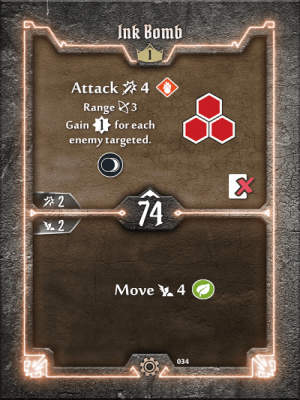 Ink Bomb
1
Attack 4
Range 3
Gain 1 for each
enemy targeted.
2
74
2
Move 4
034